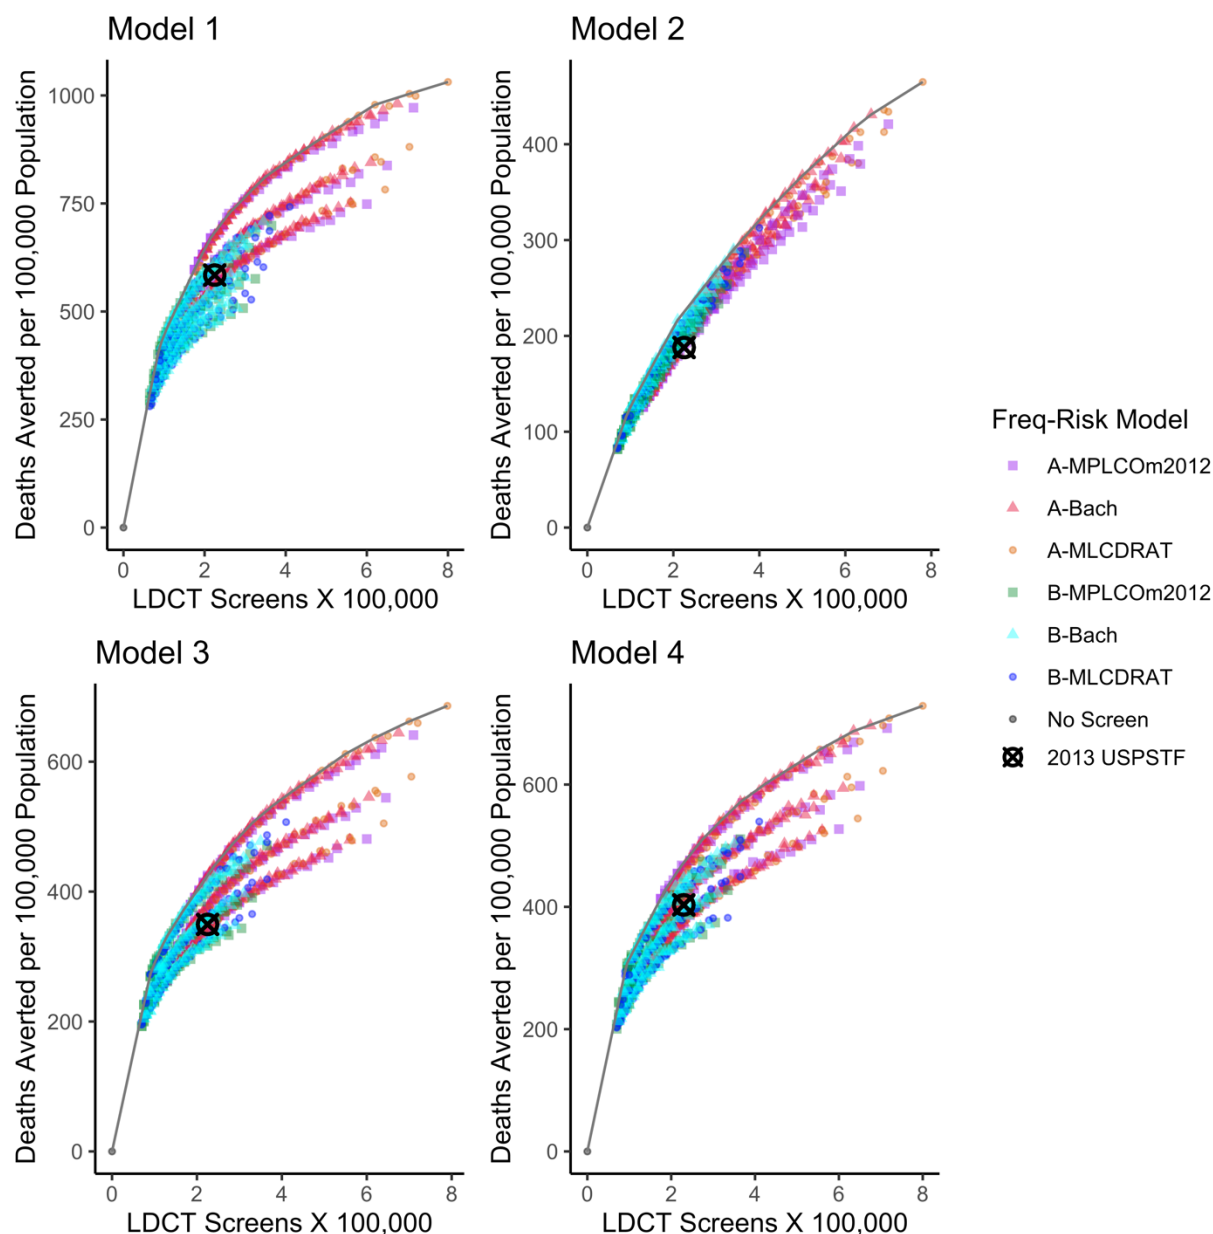 Model 1
Deaths Averted per 100,000 Population
1000
750
500
250
0
0 2 4 6 8
LDCT Screens X 100,000
Model 2
Deaths Averted per 100,000 Population
400
300
200
100
0
0 2 4 6 8
LDCT Screens X 100,000
Model 3
Deaths Averted per 100,000 Population
600
400
200
0
0 2 4 6 8
LDCT Screens X 100,000
Model 4
Deaths Averted per 100,000 Population
600
400
200
0
0 2 4 6 8
LDCT Screens X 100,000
Freq-Risk Model
A-MPLCOm2012
A-Bach
A-MLCDRAT
B-MPLCOm2012
B-Bach
B-MLCDRAT
No Screen
2013 USPSTF